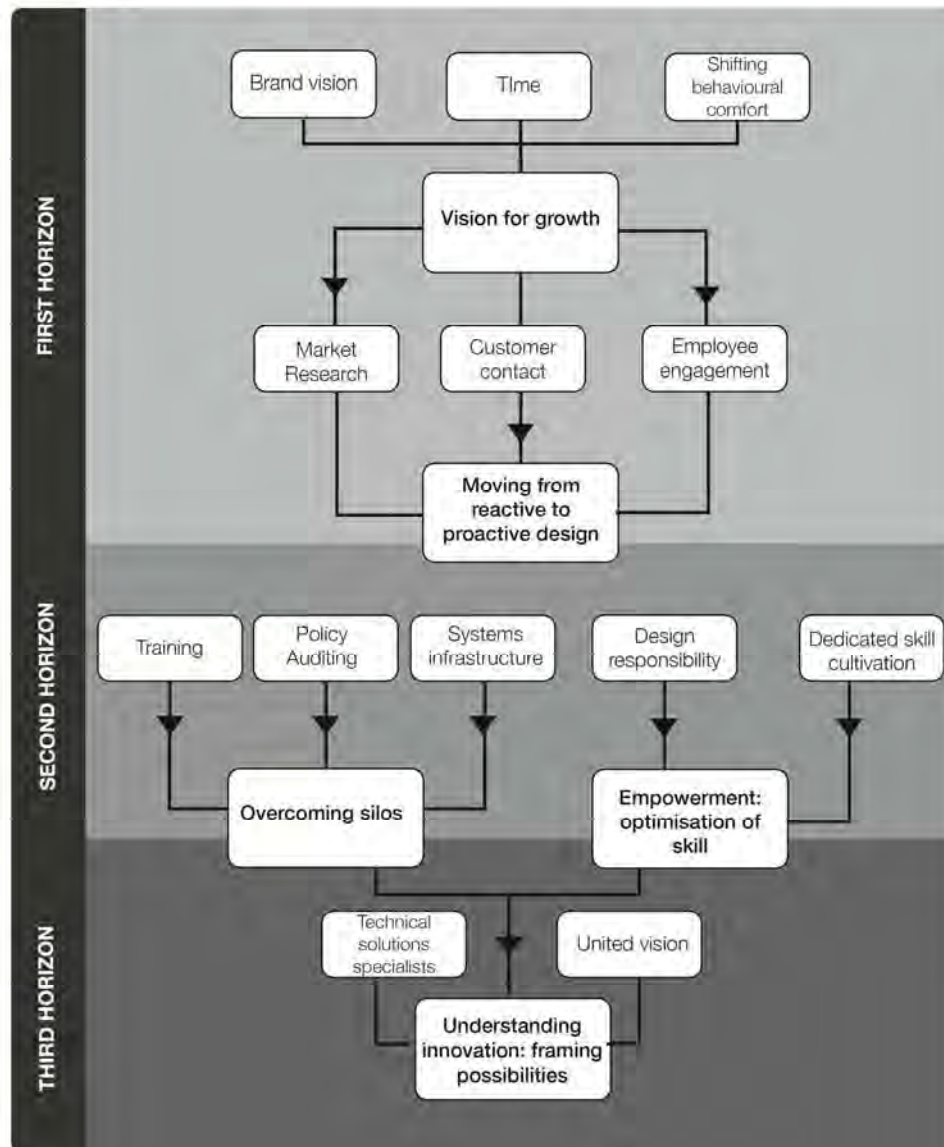 FIRST HORIZON
Brand vision
TIme
Shifting
behavioural
comfort
Vision for growth
Market
Research
Customer
contact
Employee
engagement
Moving from
reactive to
proactive design
SECOND HORIZON
Training
Policy
Auditing
Systems
infrastructure
Design
responsibility
Dedicated skill
cultivation
Overcoming silos
Empowerment:
optimisation of
skill
THIRD HORIZON
Technical
solutions
specialists
United vision
Understanding
innovation: framing
possibilities